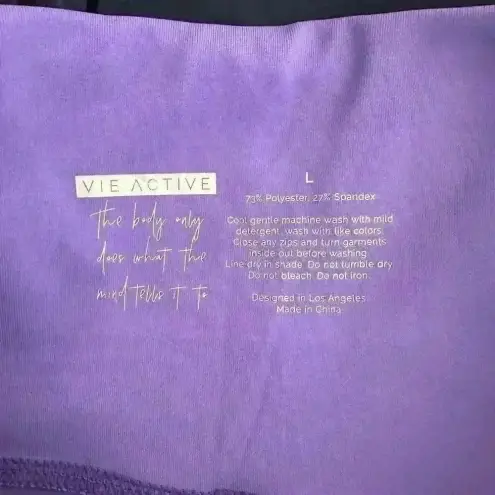 VIE ACTIVE
the body only
does what the
mind tells it to
L
73% Polyester, 27% Spandex
Cool gentle machine wash with mild
detergent, wash with like colors.
Close any zips and turn garments
inside out before washing.
Line dry in shade. Do not tumble dry.
Do not bleach. Do not iron.
Designed in Los Angeles
Made in China